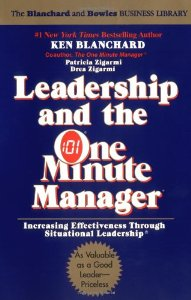 The Blanchard and Bowles BUSINESS LIBRARY
#1 New York Times Bestselling Author
KEN BLANCHARD
Coauthor, The One Minute Manager®
Patricia Zigarmi
Drea Zigarmi
Leadership
and the
:01
One
Minute
Manager®
Increasing Effectiveness Through
Situational Leadership®
As Valuable
as a Good
Leader—
Priceless